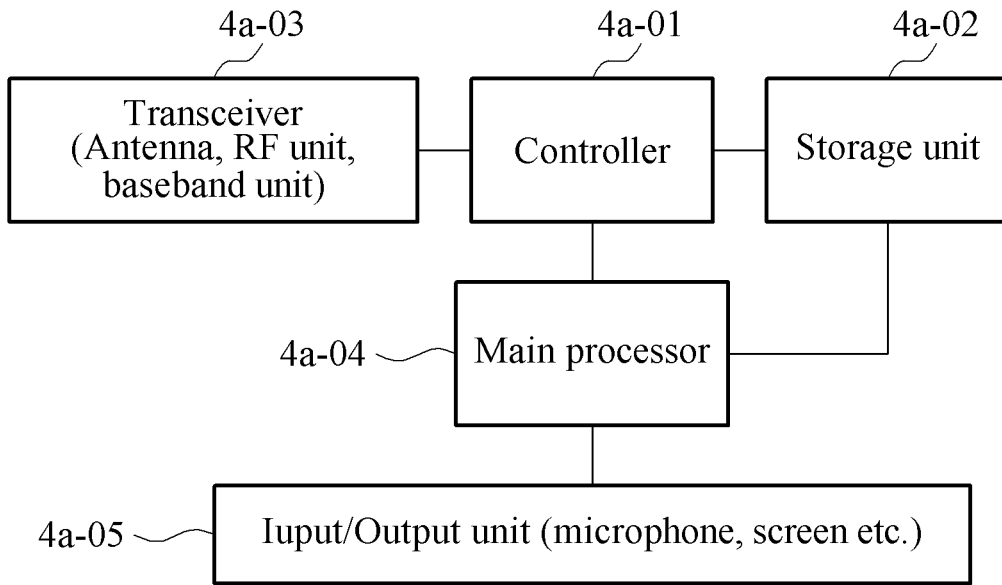 4a-03
4a-01
4a-02
Transceiver
(Antenna, RF unit,
baseband unit)
Controller
Storage unit
4a-04
Main processor
4a-05
Iuput/Output unit (microphone, screen etc.)